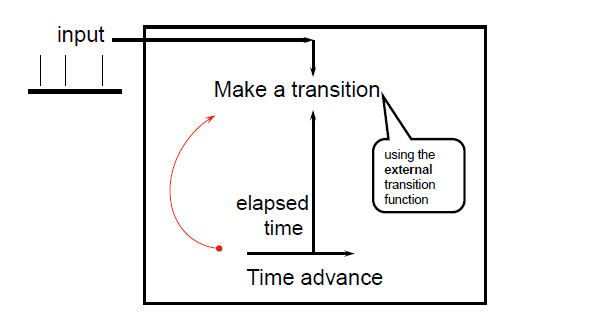 input
Make a transition
using the
external
transition
function
elapsed
time
Time advance